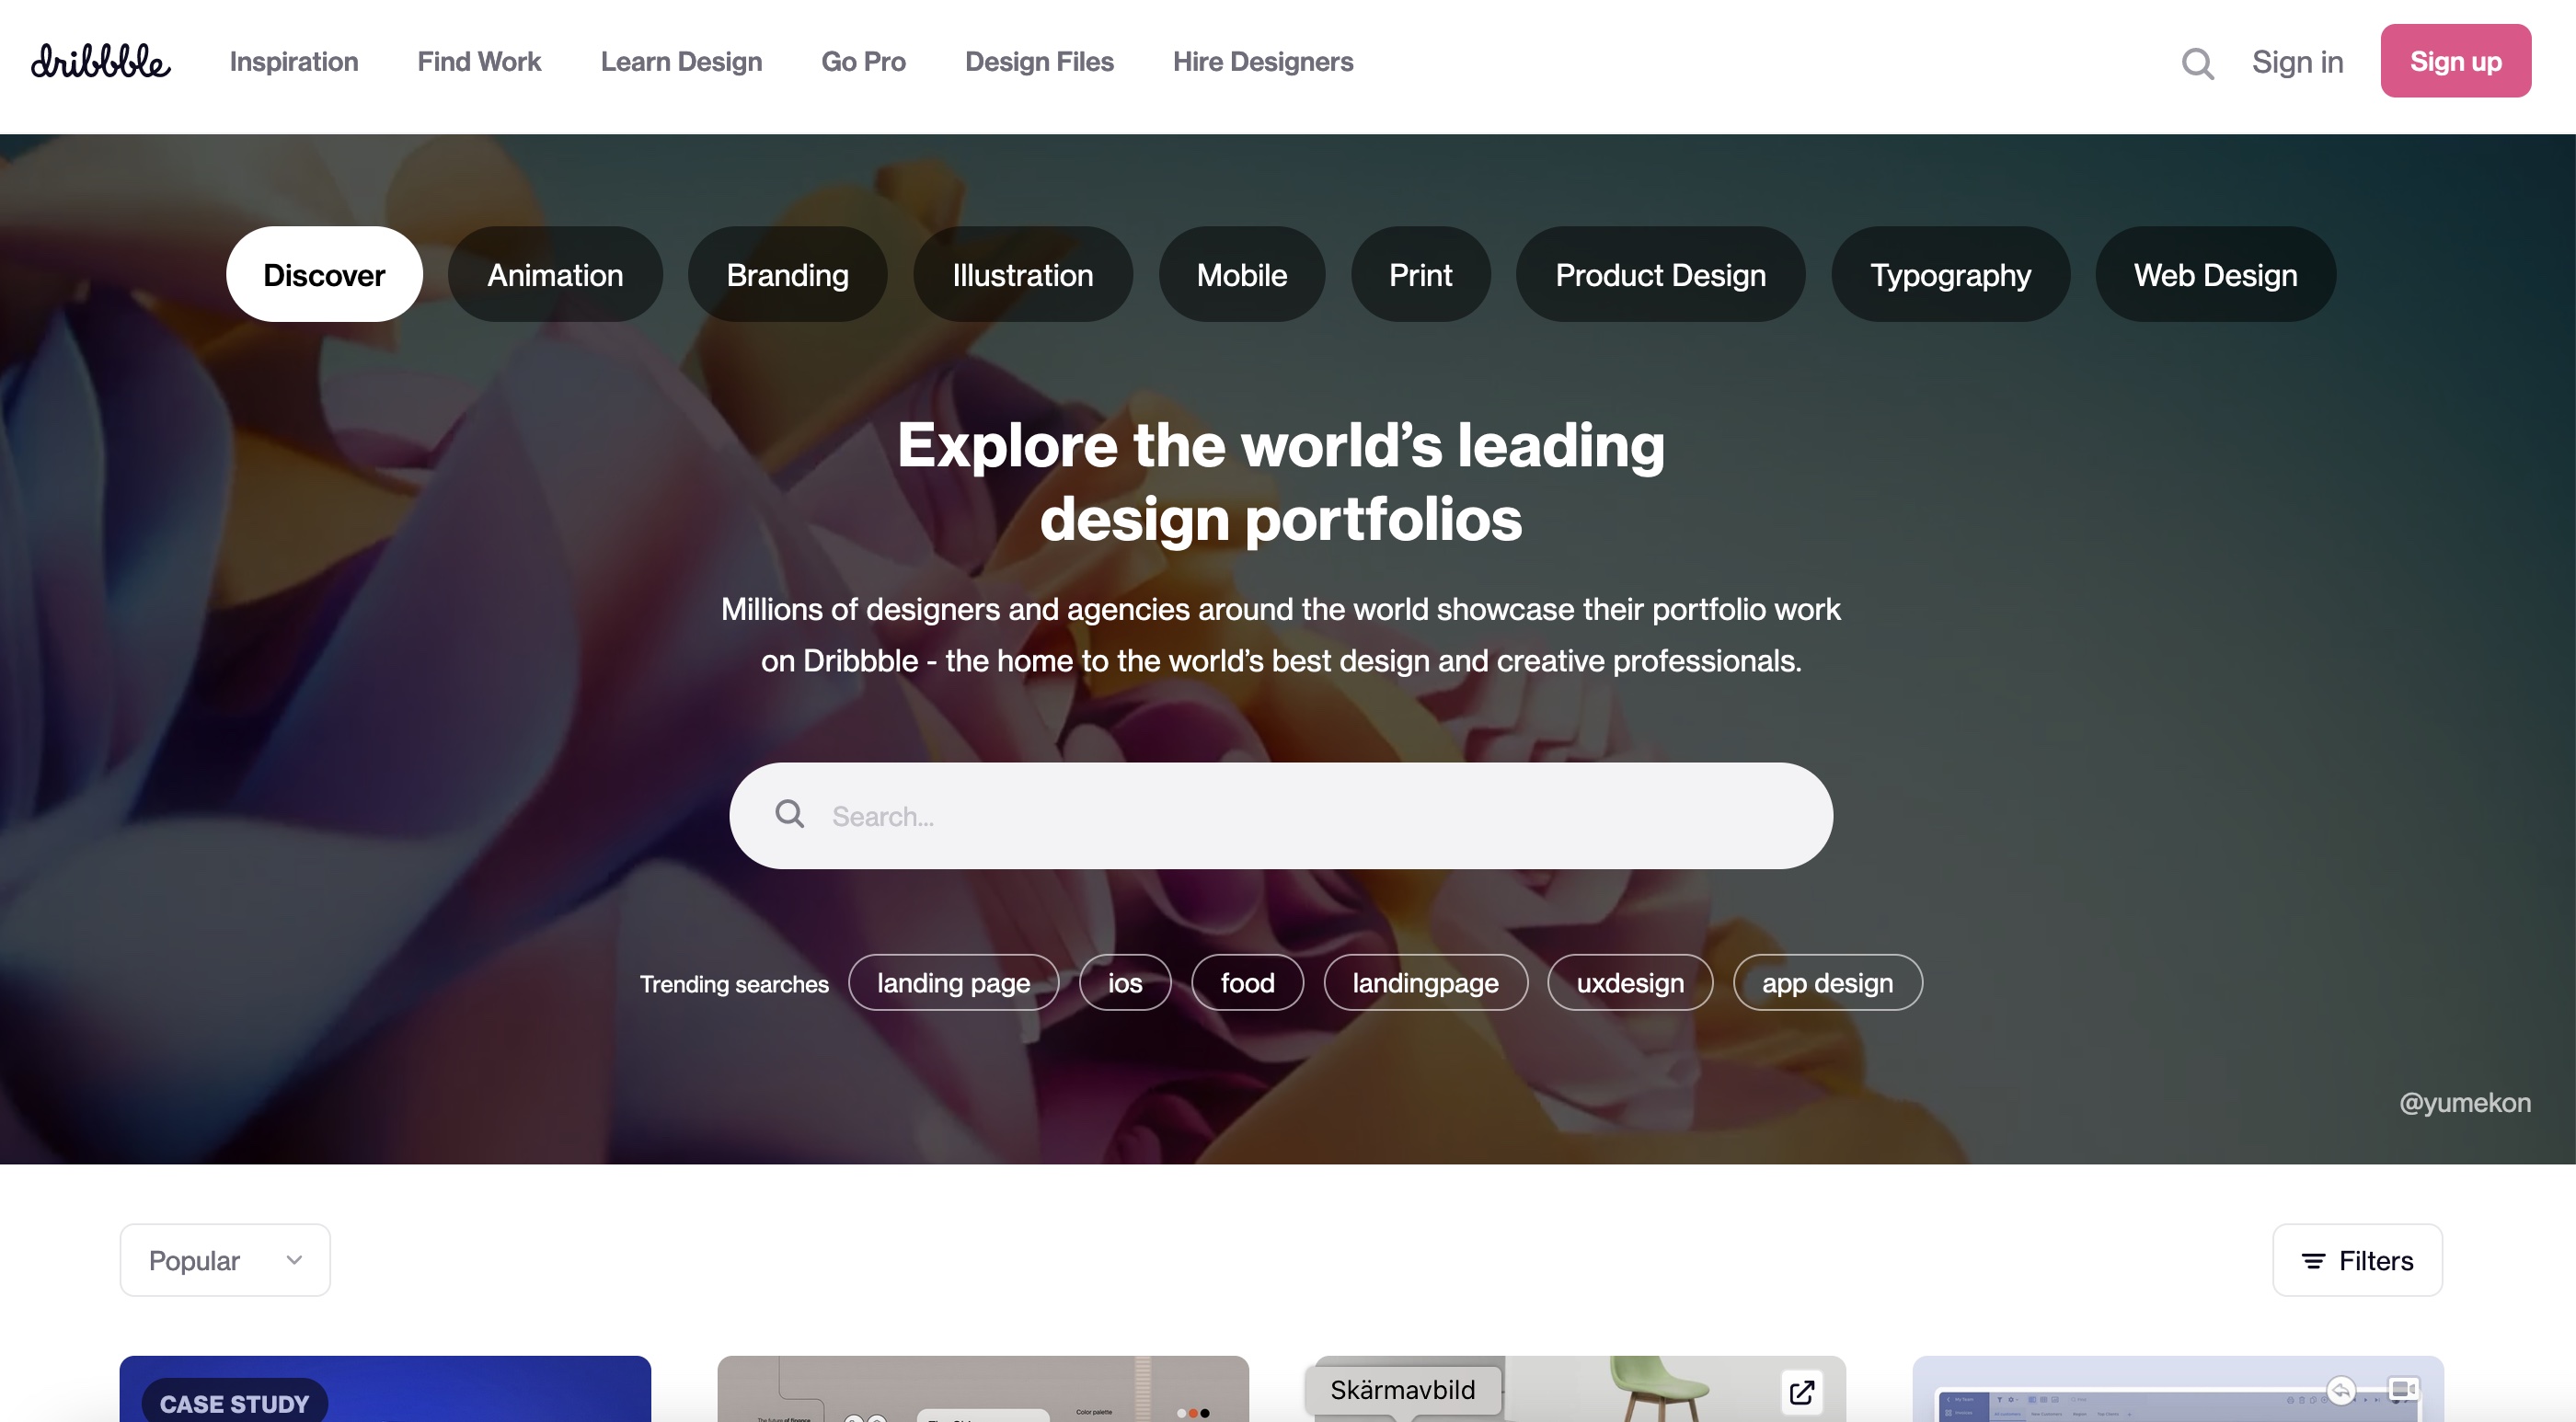 dribbble
Inspiration
Find Work
Learn Design
Go Pro
Design Files
Hire Designers
Sign in
Sign up
Discover
Animation
Branding
Illustration
Mobile
Print
Product Design
Typography
Web Design
Explore the world’s leading
design portfolios
Millions of designers and agencies around the world showcase their portfolio work
on Dribbble - the home to the world’s best design and creative professionals.
Search...
Trending searches
landing page
ios
food
landingpage
uxdesign
app design
@yumekon
Popular
Filters
CASE STUDY
Color palette
Skärmavbild